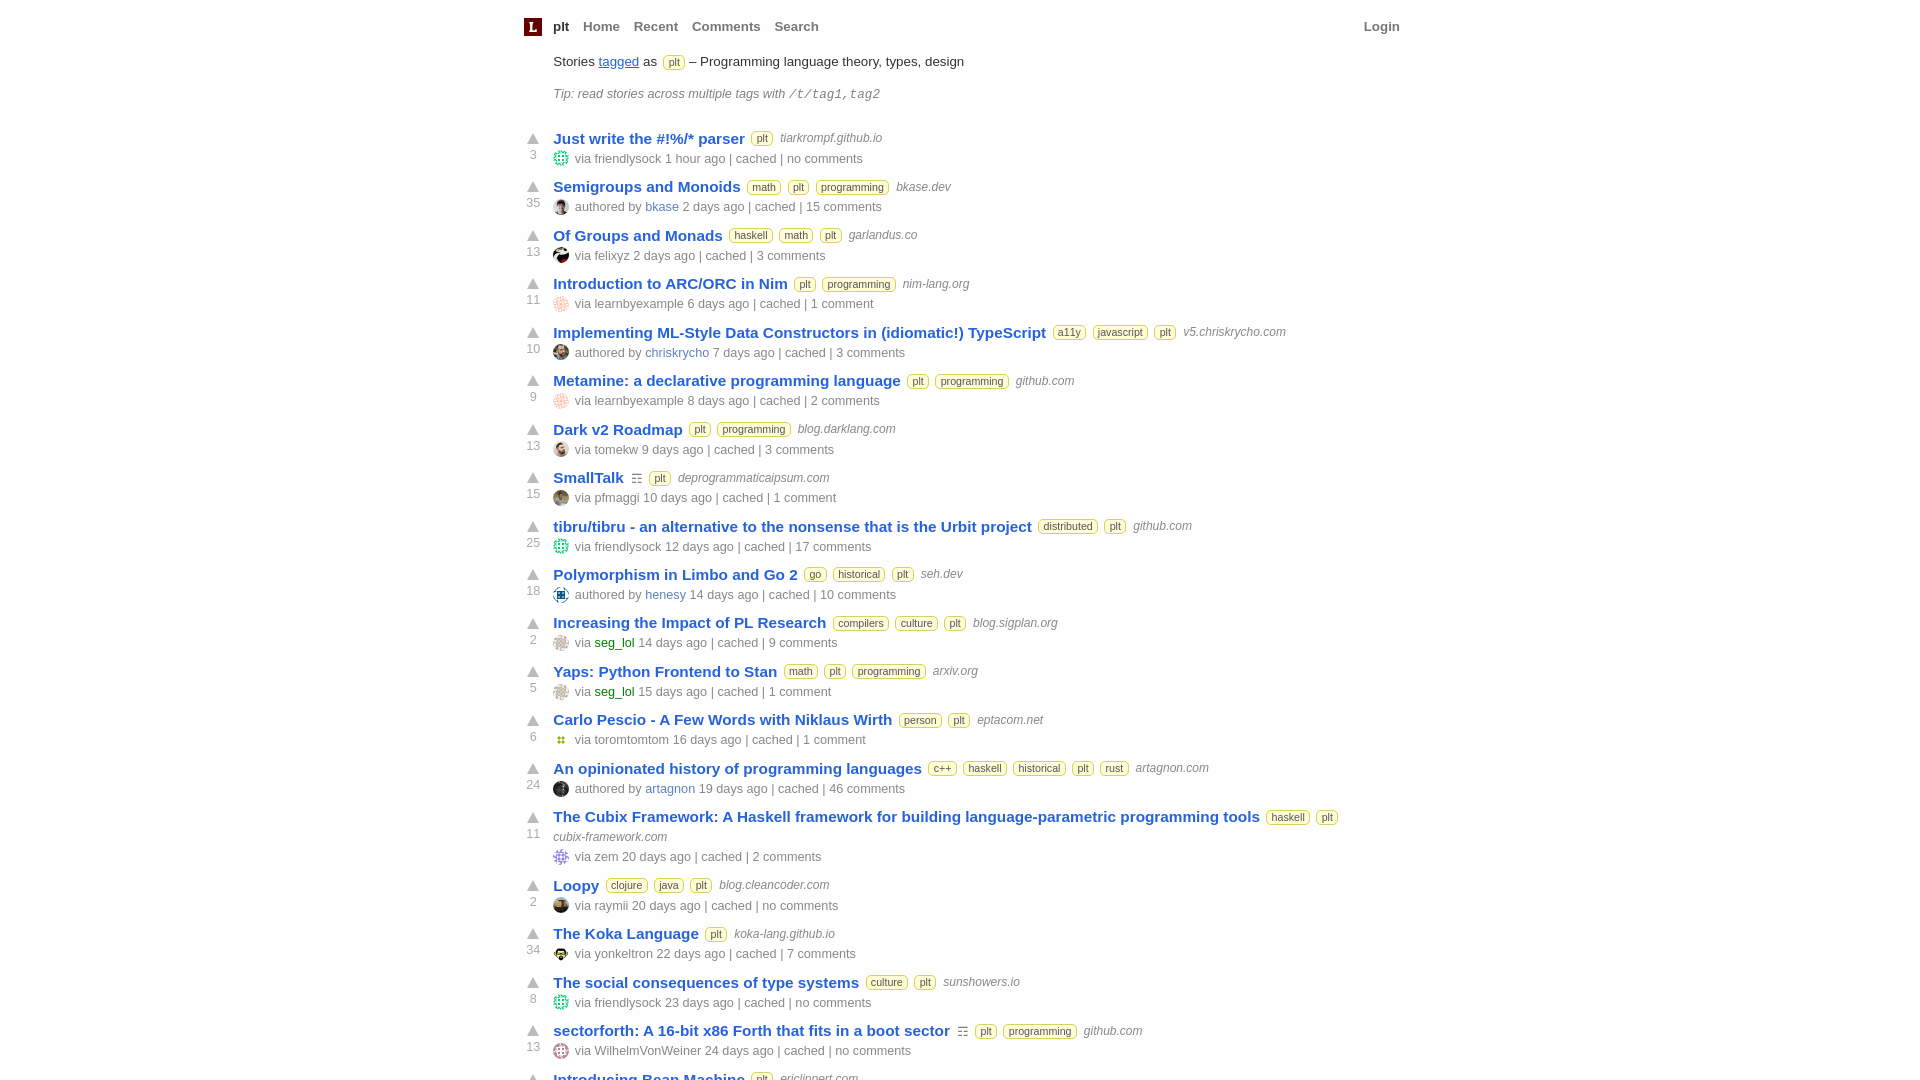 L plt Home Recent Comments Search Login
Stories tagged as plt – Programming language theory, types, design
Tip: read stories across multiple tags with /t/tag1,tag2
Just write the #!%/* parser plt tiarkrompf.github.io
3 via friendlysock 1 hour ago | cached | no comments
Semigroups and Monoids math plt programming bkase.dev
35 authored by bkase 2 days ago | cached | 15 comments
Of Groups and Monads haskell math plt garlandus.co
13 via felixyz 2 days ago | cached | 3 comments
Introduction to ARC/ORC in Nim plt programming nim-lang.org
11 via learnbyexample 6 days ago | cached | 1 comment
Implementing ML-Style Data Constructors in (idiomatic!) TypeScript a11y javascript plt v5.chriskrycho.com
10 authored by chriskrycho 7 days ago | cached | 3 comments
Metamine: a declarative programming language plt programming github.com
9 via learnbyexample 8 days ago | cached | 2 comments
Dark v2 Roadmap plt programming blog.darklang.com
13 via tomekw 9 days ago | cached | 3 comments
SmallTalk ☶ plt deprogrammaticaipsum.com
15 via pfmaggi 10 days ago | cached | 1 comment
tibru/tibru - an alternative to the nonsense that is the Urbit project distributed plt github.com
25 via friendlysock 12 days ago | cached | 17 comments
Polymorphism in Limbo and Go 2 go historical plt seh.dev
18 authored by henesy 14 days ago | cached | 10 comments
Increasing the Impact of PL Research compilers culture plt blog.sigplan.org
2 via seg_lol 14 days ago | cached | 9 comments
Yaps: Python Frontend to Stan math plt programming arxiv.org
5 via seg_lol 15 days ago | cached | 1 comment
Carlo Pescio - A Few Words with Niklaus Wirth person plt eptacom.net
6 via toromtomtom 16 days ago | cached | 1 comment
An opinionated history of programming languages c++ haskell historical plt rust artagnon.com
24 authored by artagnon 19 days ago | cached | 46 comments
The Cubix Framework: A Haskell framework for building language-parametric programming tools haskell plt
11 cubix-framework.com
via zem 20 days ago | cached | 2 comments
Loopy clojure java plt blog.cleancoder.com
2 via raymii 20 days ago | cached | no comments
The Koka Language plt koka-lang.github.io
34 via yonkeltron 22 days ago | cached | 7 comments
The social consequences of type systems culture plt sunshowers.io
8 via friendlysock 23 days ago | cached | no comments
sectorforth: A 16-bit x86 Forth that fits in a boot sector ☶ plt programming github.com
13 via WilhelmVonWeiner 24 days ago | cached | no comments
Introducing Bean Machine plt ericlippert.com